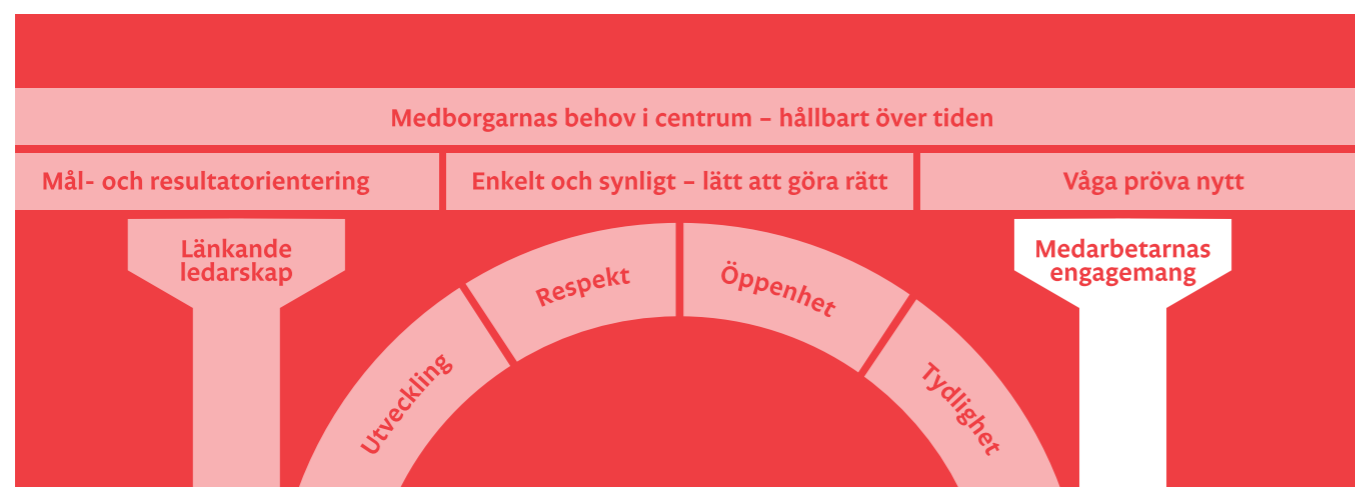 Medborgarnas behov i centrum – hållbart över tiden
Mål- och resultatorientering
Enkelt och synligt – lätt att göra rätt
Våga pröva nytt
Länkande
ledarskap
Utveckling
Respekt
Öppenhet
Tydlighet
Medarbetarnas
engagemang